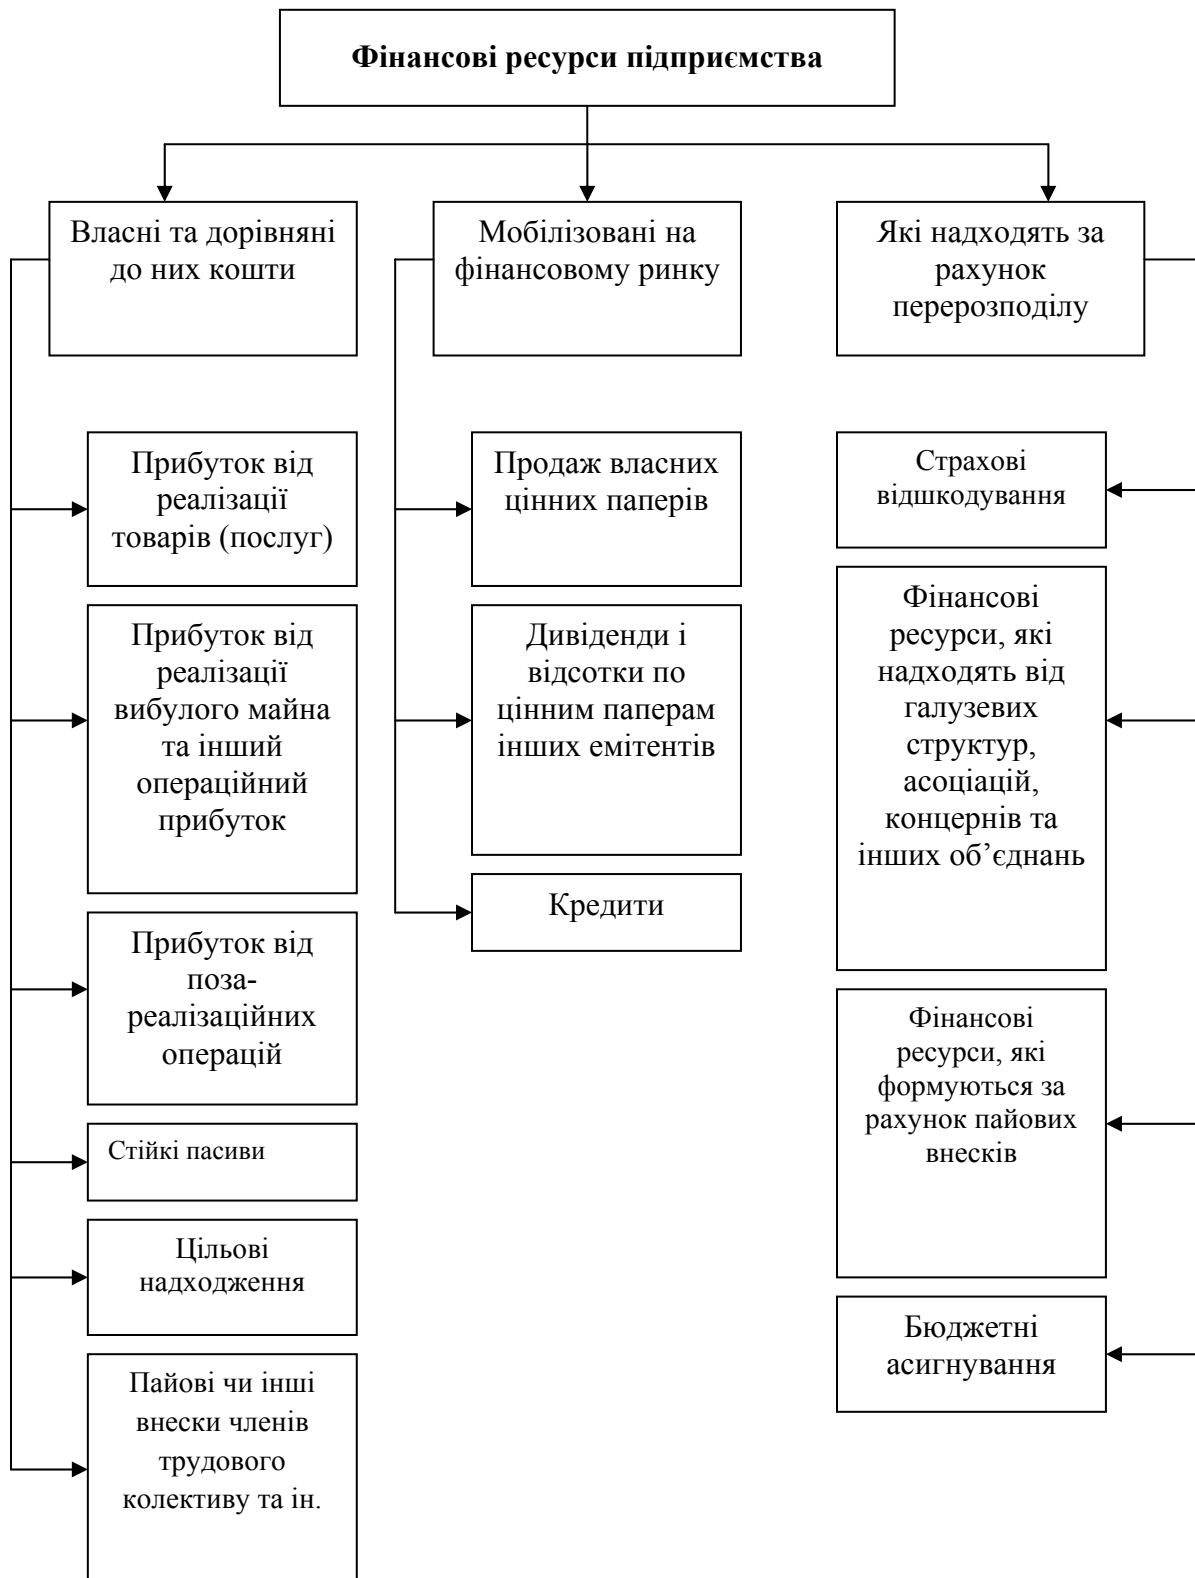 Фінансові ресурси підприємства
Власні та дорівняні
до них кошти
Мобілізовані на
фінансовому ринку
Які надходять за
рахунок
перерозподілу
Прибуток від
реалізації
товарів (послуг)
Прибуток від
реалізації
вибулого майна
та інший
операційний
прибуток
Прибуток від
поза-
реалізаційних
операцій
Стійкі пасиви
Цільові
надходження
Пайові чи інші
внески членів
трудового
колективу та ін.
Продаж власних
цінних паперів
Дивіденди і
відсотки по
цінним паперам
інших емітентів
Кредити
Страхові
відшкодування
Фінансові
ресурси, які
надходять від
галузевих
структур,
асоціацій,
концернів та
інших об’єднань
Фінансові
ресурси, які
формуються за
рахунок пайових
внесків
Бюджетні
асигнування